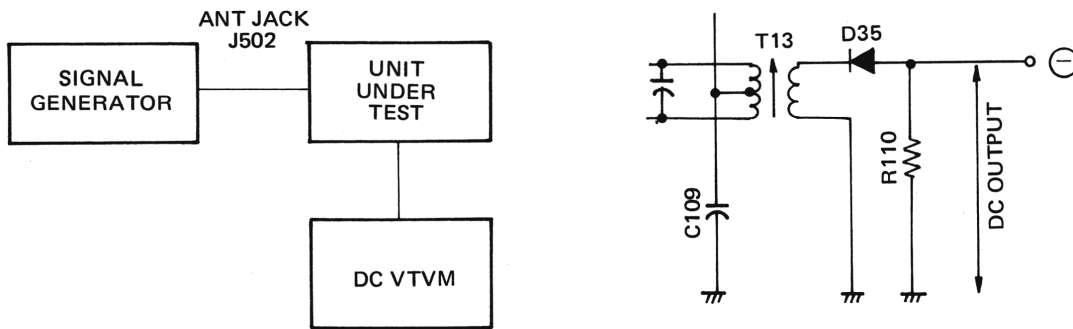 ANT JACK
J502
SIGNAL
GENERATOR
UNIT
UNDER
TEST
DC VTVM
T13
D35
C109
R110
DC OUTPUT